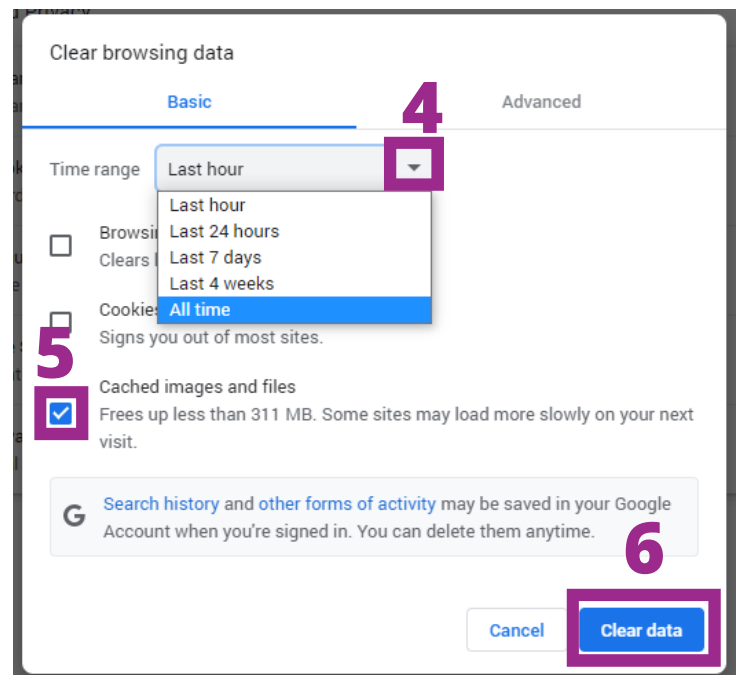 Clear browsing data
Basic
4
Advanced
Time range
Last hour
Last hour
Last 24 hours
Last 7 days
Last 4 weeks
All time
Clears
Signs you out of most sites.
5
Cached images and files
Frees up less than 311 MB. Some sites may load more slowly on your next
visit.
G
Search history and other forms of activity may be saved in your Google
Account when you're signed in. You can delete them anytime.
6
Cancel
Clear data